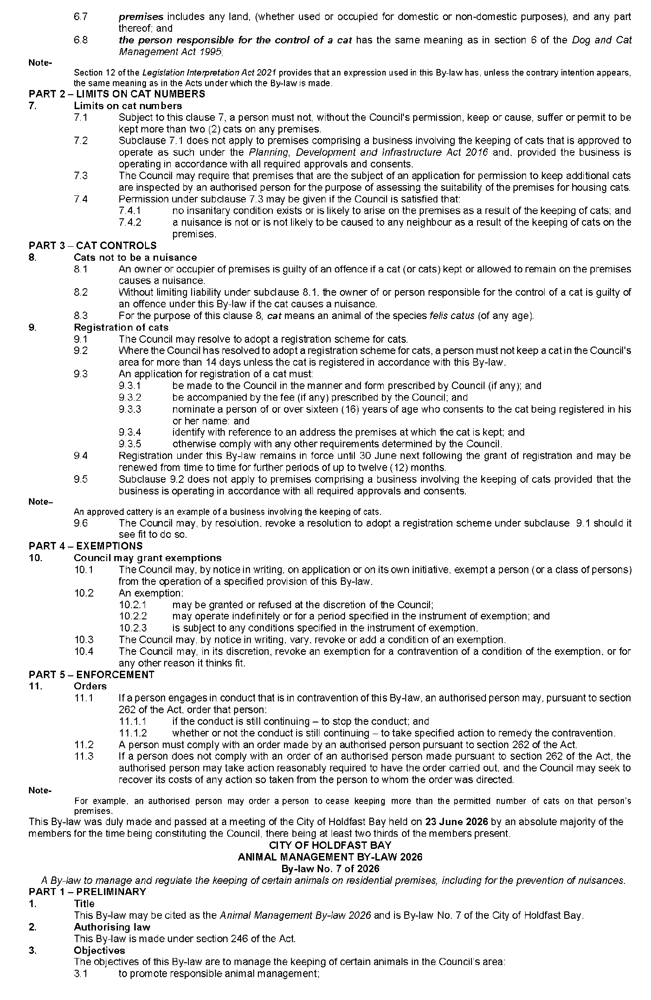 6.7 premises includes any land, (whether used or occupied for domestic or non-domestic purposes), and any part
thereof; and
6.8 the person responsible for the control of a cat has the same meaning as in section 6 of the Dog and Cat
Management Act 1995;
Note-
Section 12 of the Legislation Interpretation Act 2021 provides that an expression used in this By-law has, unless the contrary intention appears,
the same meaning as in the Acts under which the By-law is made.
PART 2 – LIMITS ON CAT NUMBERS
7. Limits on cat numbers
7.1 Subject to this clause 7, a person must not, without the Council's permission, keep or cause, suffer or permit to be
kept more than two (2) cats on any premises.
7.2 Subclause 7.1 does not apply to premises comprising a business involving the keeping of cats that is approved to
operate as such under the Planning, Development and Infrastructure Act 2016 and, provided the business is
operating in accordance with all required approvals and consents.
7.3 The Council may require that premises that are the subject of an application for permission to keep additional cats
are inspected by an authorised person for the purpose of assessing the suitability of the premises for housing cats.
7.4 Permission under subclause 7.3 may be given if the Council is satisfied that:
7.4.1 no insanitary condition exists or is likely to arise on the premises as a result of the keeping of cats; and
7.4.2 a nuisance is not or is not likely to be caused to any neighbour as a result of the keeping of cats on the
premises.
PART 3 – CAT CONTROLS
8. Cats not to be a nuisance
8.1 An owner or occupier of premises is guilty of an offence if a cat (or cats) kept or allowed to remain on the premises
causes a nuisance.
8.2 Without limiting liability under subclause 8.1, the owner of or person responsible for the control of a cat is guilty of
an offence under this By-law if the cat causes a nuisance.
8.3 For the purpose of this clause 8, cat means an animal of the species felis catus (of any age).
9. Registration of cats
9.1 The Council may resolve to adopt a registration scheme for cats.
9.2 Where the Council has resolved to adopt a registration scheme for cats, a person must not keep a cat in the Council's
area for more than 14 days unless the cat is registered in accordance with this By-law.
9.3 An application for registration of a cat must:
9.3.1 be made to the Council in the manner and form prescribed by Council (if any); and
9.3.2 be accompanied by the fee (if any) prescribed by the Council; and
9.3.3 nominate a person of or over sixteen (16) years of age who consents to the cat being registered in his
or her name: and
9.3.4 identify with reference to an address the premises at which the cat is kept; and
9.3.5 otherwise comply with any other requirements determined by the Council.
9.4 Registration under this By-law remains in force until 30 June next following the grant of registration and may be
renewed from time to time for further periods of up to twelve (12) months.
9.5 Subclause 9.2 does not apply to premises comprising a business involving the keeping of cats provided that the
business is operating in accordance with all required approvals and consents.
Note–
An approved cattery is an example of a business involving the keeping of cats.
9.6 The Council may, by resolution, revoke a resolution to adopt a registration scheme under subclause 9.1 should it
see fit to do so.
PART 4 – EXEMPTIONS
10. Council may grant exemptions
10.1 The Council may, by notice in writing, on application or on its own initiative, exempt a person (or a class of persons)
from the operation of a specified provision of this By-law.
10.2 An exemption:
10.2.1 may be granted or refused at the discretion of the Council;
10.2.2 may operate indefinitely or for a period specified in the instrument of exemption; and
10.2.3 is subject to any conditions specified in the instrument of exemption.
10.3 The Council may, by notice in writing, vary, revoke or add a condition of an exemption.
10.4 The Council may, in its discretion, revoke an exemption for a contravention of a condition of the exemption, or for
any other reason it thinks fit.
PART 5 – ENFORCEMENT
11. Orders
11.1 If a person engages in conduct that is in contravention of this By-law, an authorised person may, pursuant to section
262 of the Act, order that person:
11.1.1 if the conduct is still continuing – to stop the conduct; and
11.1.2 whether or not the conduct is still continuing – to take specified action to remedy the contravention.
11.2 A person must comply with an order made by an authorised person pursuant to section 262 of the Act.
11.3 If a person does not comply with an order of an authorised person made pursuant to section 262 of the Act, the
authorised person may take action reasonably required to have the order carried out, and the Council may seek to
recover its costs of any action so taken from the person to whom the order was directed.
Note-
For example, an authorised person may order a person to cease keeping more than the permitted number of cats on that person's
premises.
This By-law was duly made and passed at a meeting of the City of Holdfast Bay held on 23 June 2026 by an absolute majority of the
members for the time being constituting the Council, there being at least two thirds of the members present.
CITY OF HOLDFAST BAY
ANIMAL MANAGEMENT BY-LAW 2026
By-law No. 7 of 2026
A By-law to manage and regulate the keeping of certain animals on residential premises, including for the prevention of nuisances.
PART 1 – PRELIMINARY
1. Title
This By-law may be cited as the Animal Management By-law 2026 and is By-law No. 7 of the City of Holdfast Bay.
2. Authorising law
This By-law is made under section 246 of the Act.
3. Objectives
The objectives of this By-law are to manage the keeping of certain animals in the Council's area:
3.1 to promote responsible animal management;